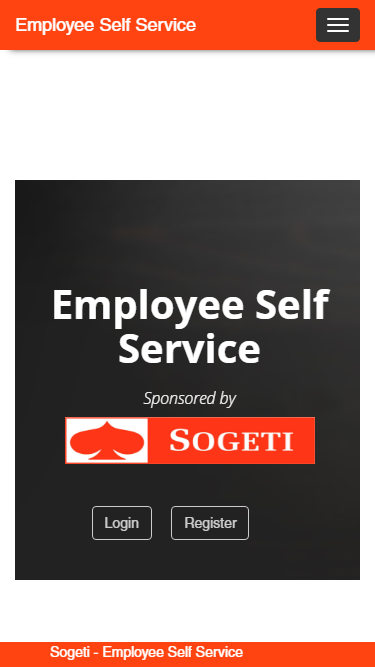 Employee Self Service
Employee Self
Service
Sponsored by
SOGETI
Login
Register
Sogeti - Employee Self Service